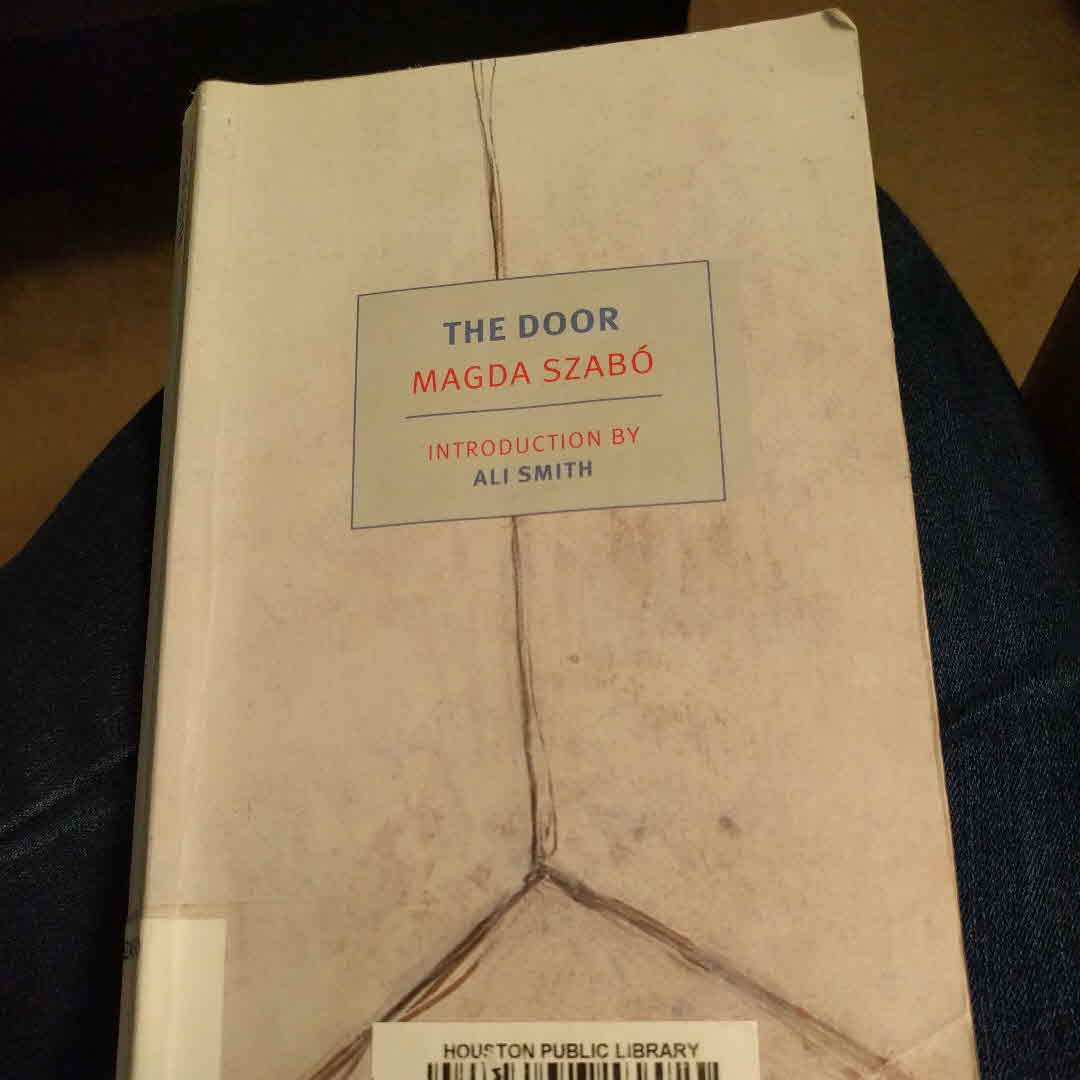 THE DOOR
MAGDA SZABÓ
INTRODUCTION BY
ALI SMITH
HOUSTON PUBLIC LIBRARY